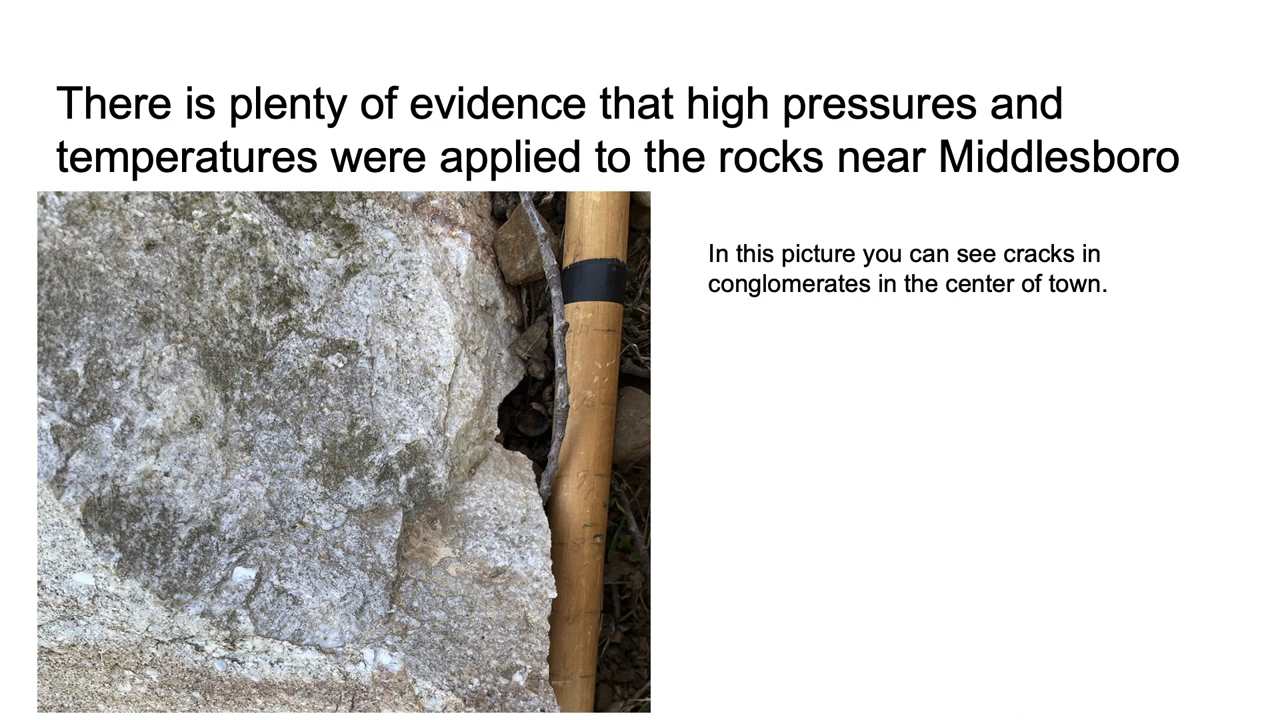 There is plenty of evidence that high pressures and
temperatures were applied to the rocks near Middlesboro
In this picture you can see cracks in
conglomerates in the center of town.